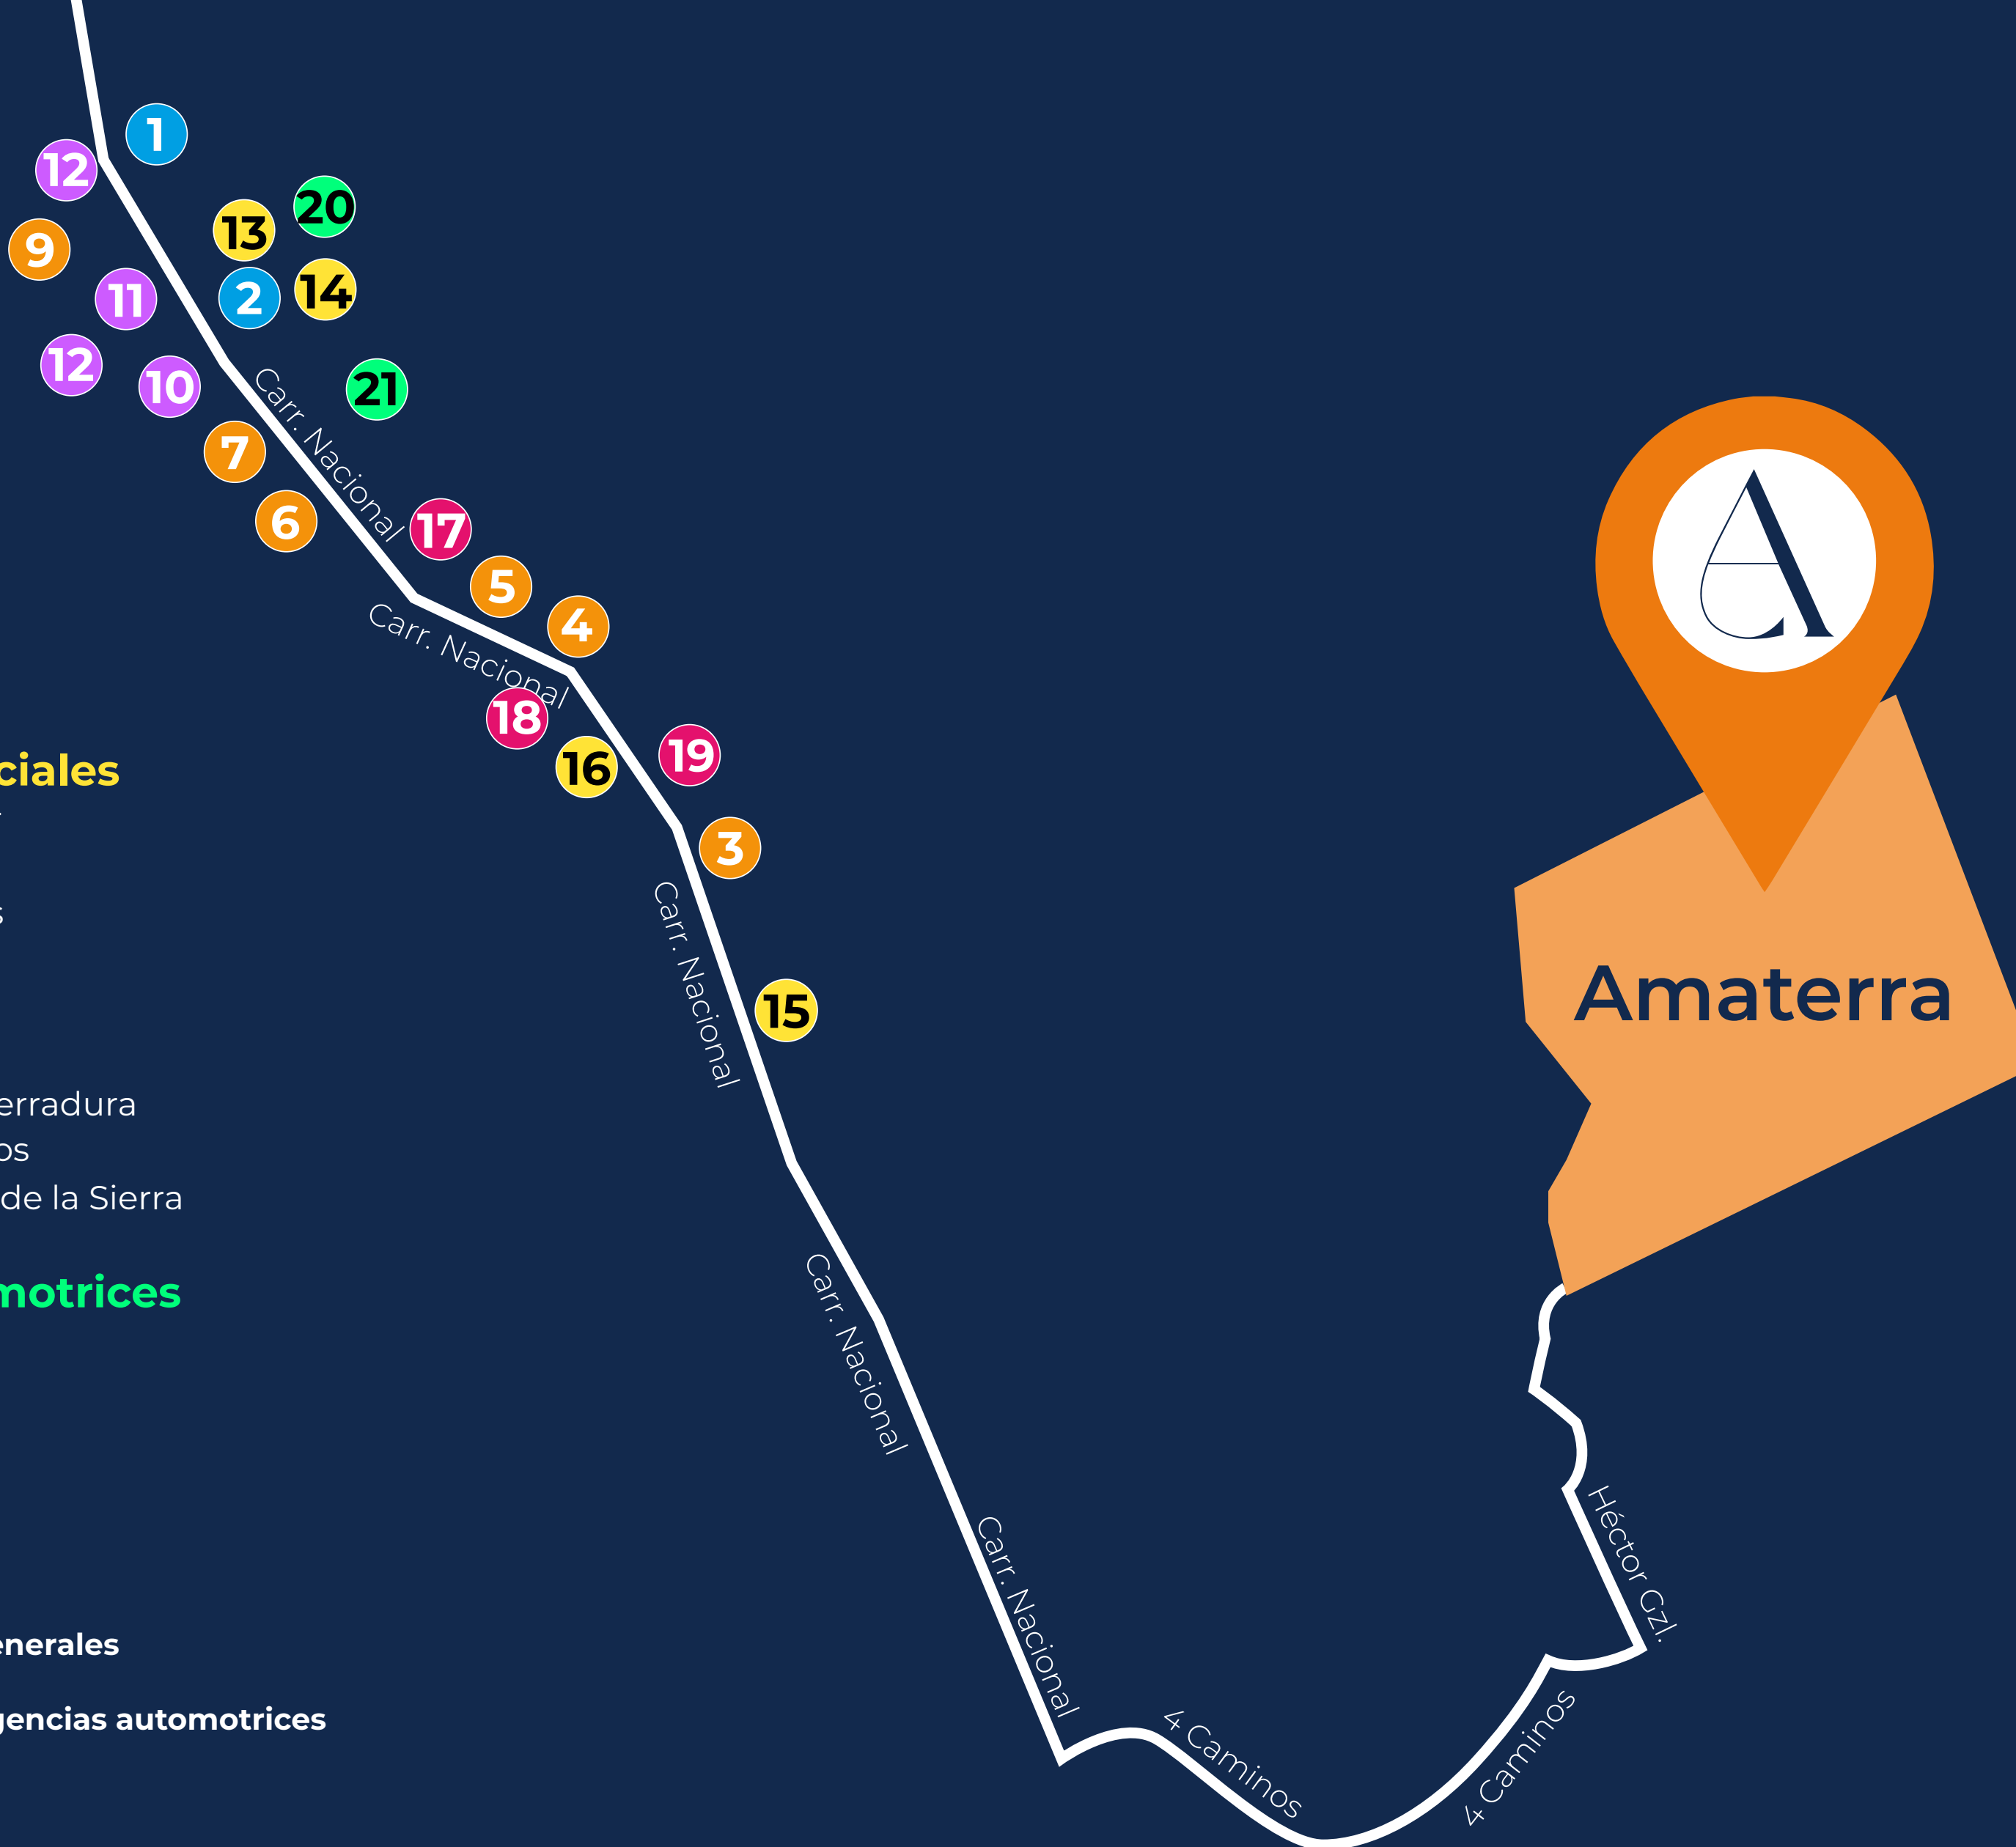 1
12
20
13
9
2
14
11
12
10
21
Carr. Nacional
7
6
17
5
4
Carr. Nacional
18
16
19
ciales
3
Carr. Nacional
A
Amaterra
15
erradura
os
de la Sierra
Carr. Nacional
motrices
Carr. Nacional
Héctor Gzl.
enerales
gencias automotrices
4 Caminos
4 Caminos